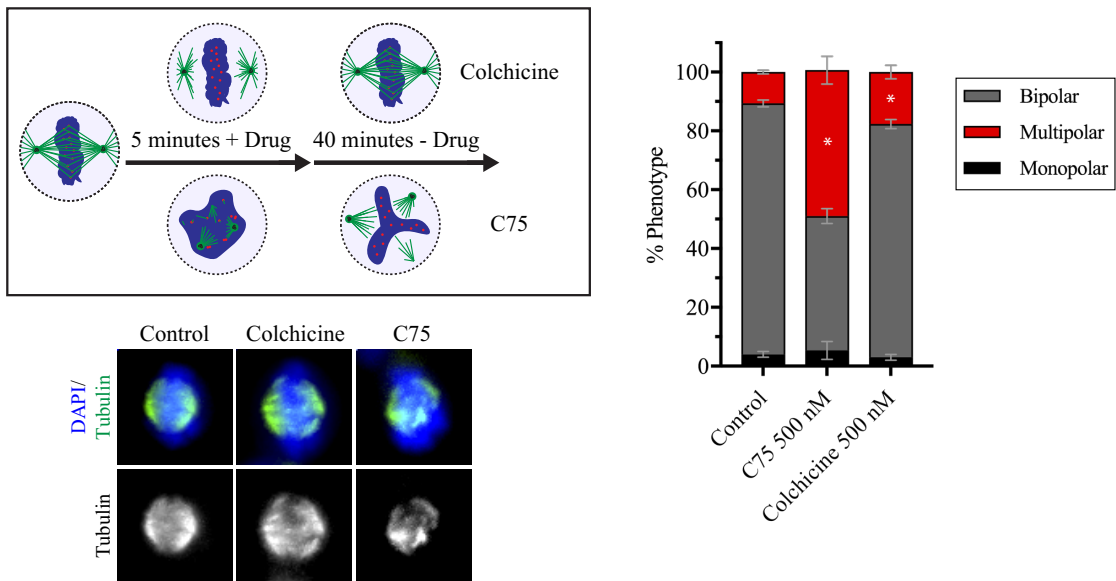 Colchicine
5 minutes + Drug
40 minutes - Drug
C75
Control
Colchicine
C75
DAPI/
Tubulin
Tubulin
% Phenotype
100
80
60
40
20
0
*
*
Control
C75 500 nM
Colchicine 500 nM
Bipolar
Multipolar
Monopolar